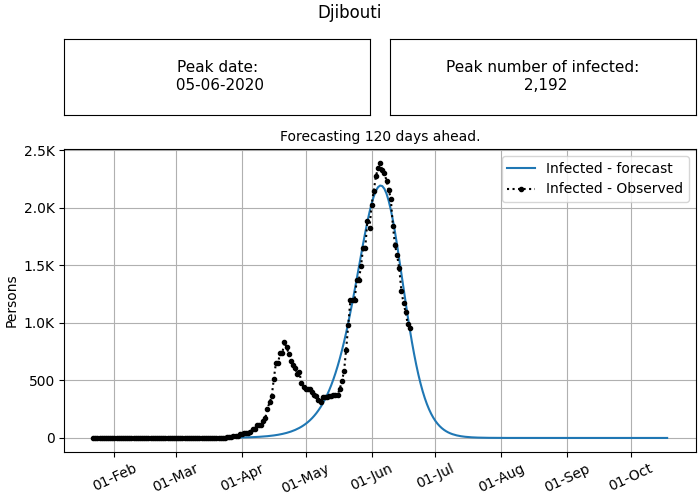 Djibouti
Peak date:
05-06-2020
Peak number of infected:
2,192
Forecasting 120 days ahead.
2.5K
2.0K
1.5K
1.0K
500
0
Persons
Infected - forecast
Infected - Observed
01-Feb
01-Mar
01-Apr
01-May
01-Jun
01-Jul
01-Aug
01-Sep
01-Oct